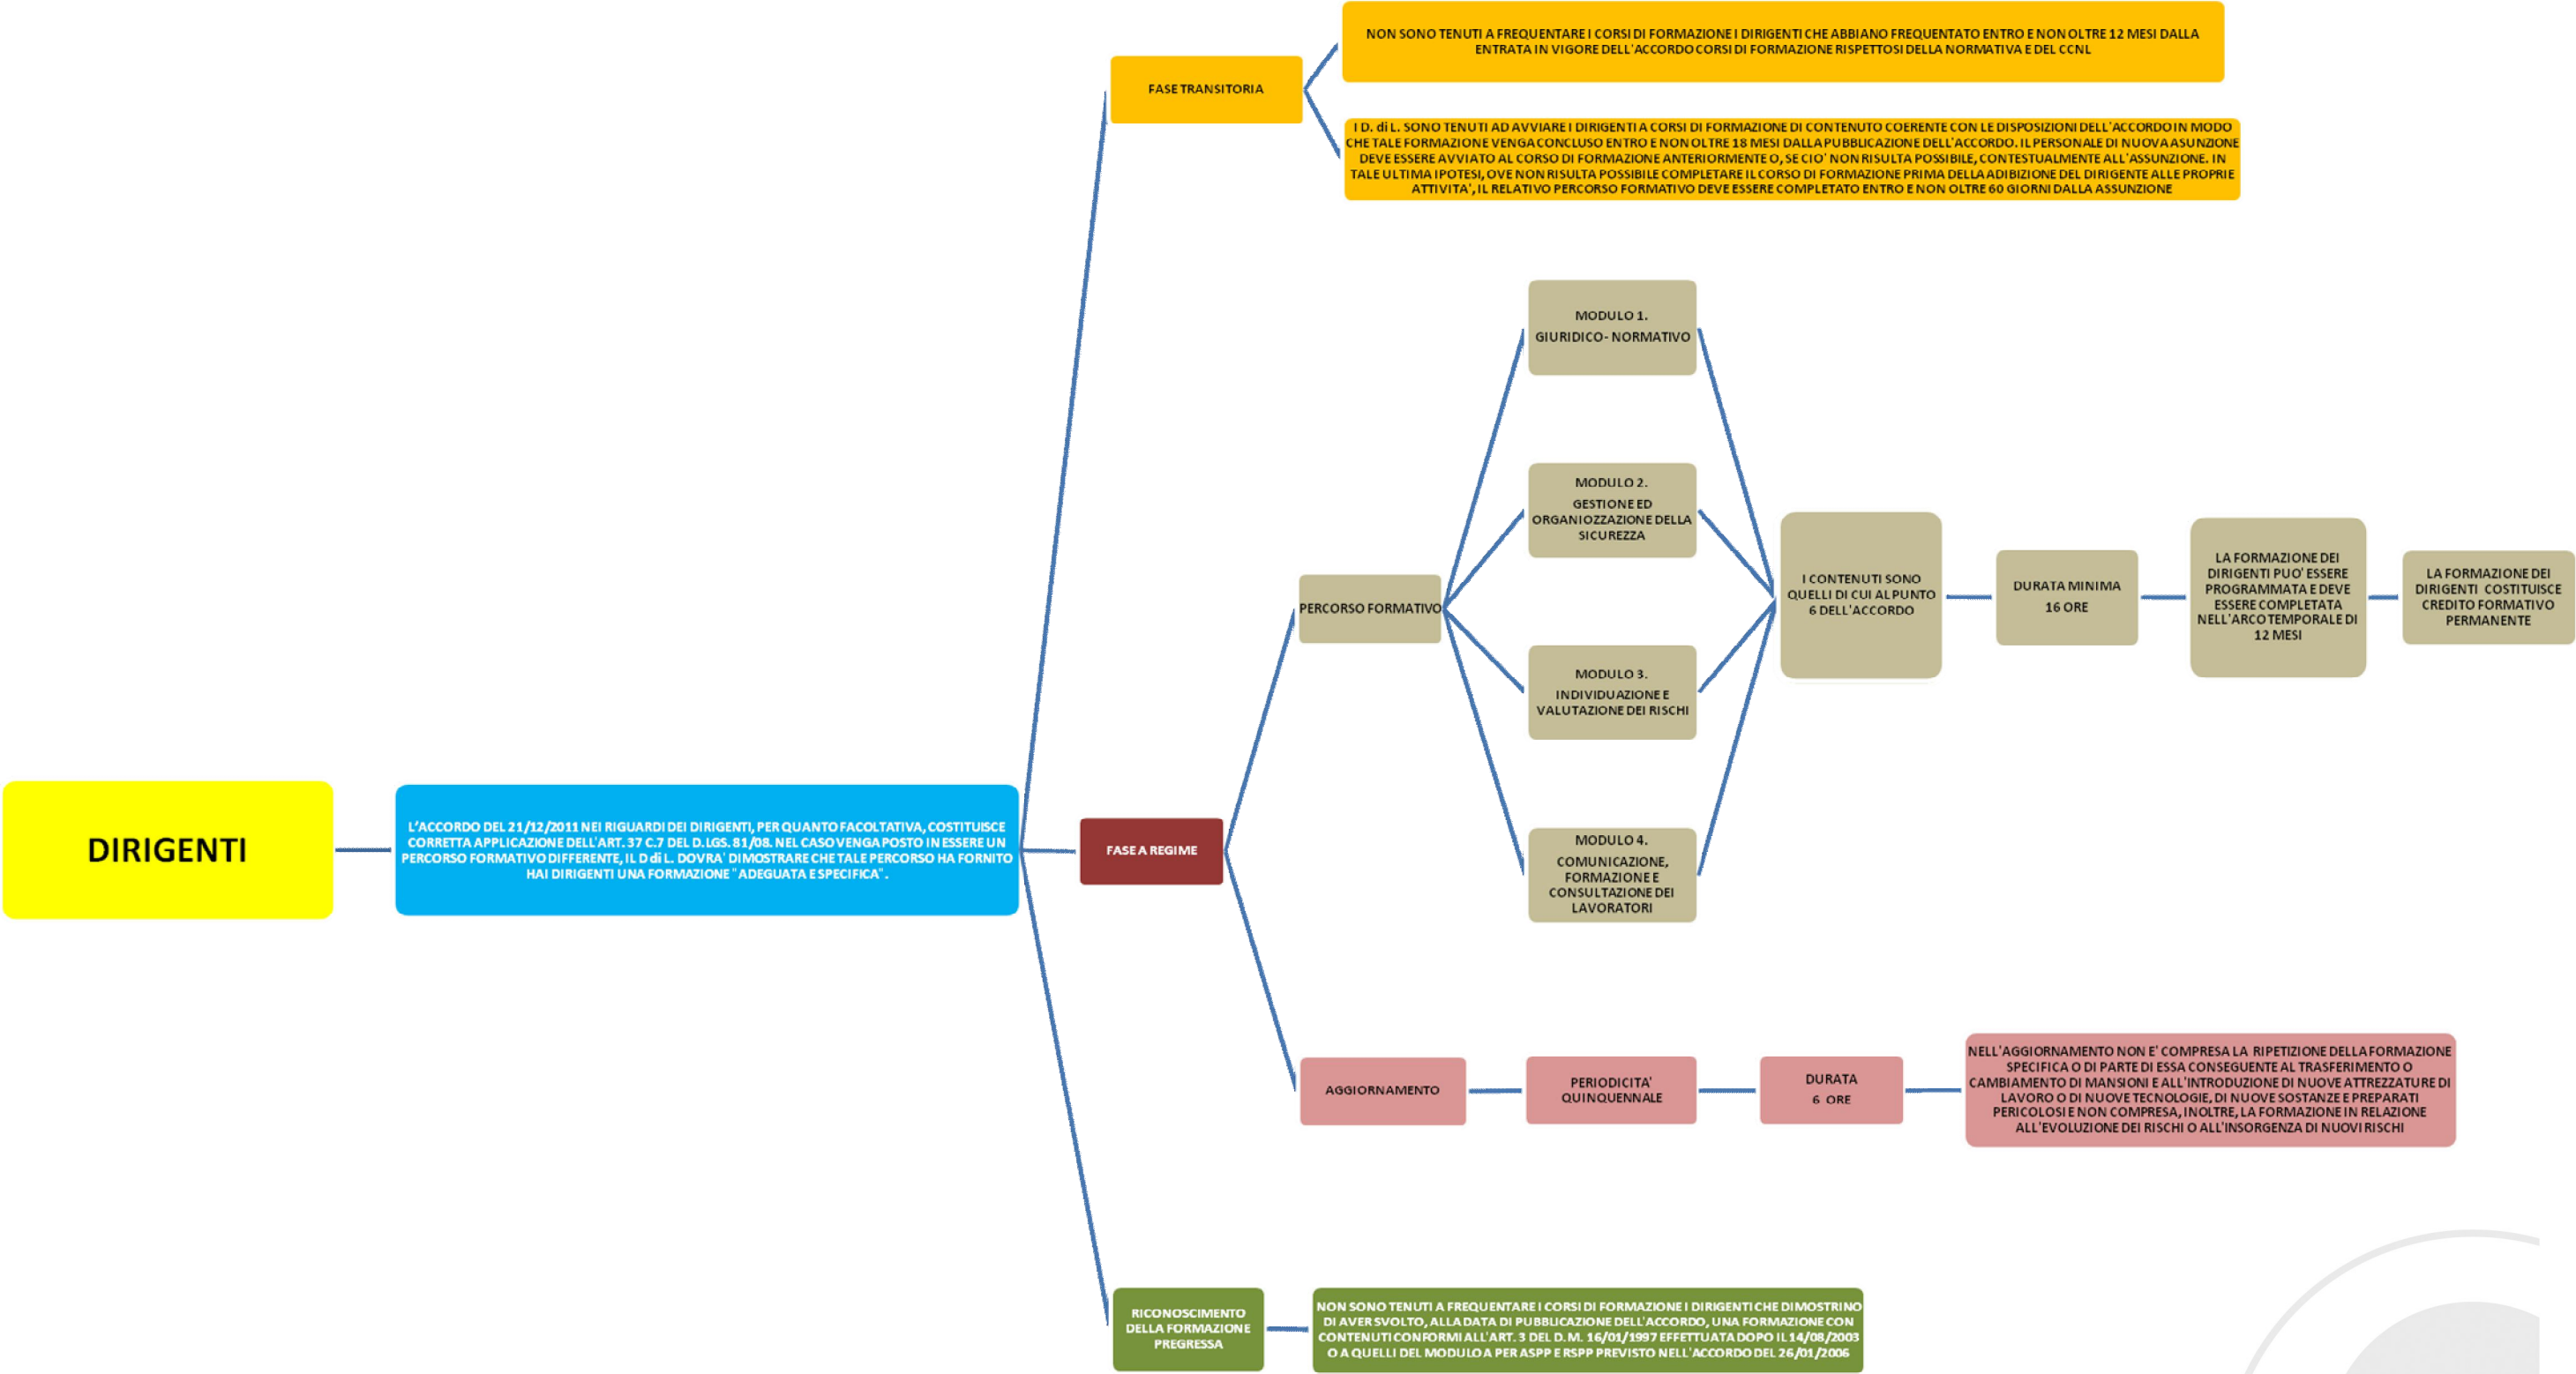 DIRIGENTI
L'ACCORDO DEL 21/12/2011 NEI RIGUARDI DEI DIRIGENTI, PER QUANTO FACOLTATIVA, COSTITUISCE
CORRETTA APPLICAZIONE DELL'ART. 37 C.7 DEL D.LGS. 81/08. NEL CASO VENGA POSTO IN ESSERE UN
PERCORSO FORMATIVO DIFFERENTE, IL D di L. DOVRA' DIMOSTRARE CHE TALE PERCORSO HA FORNITO
HAI DIRIGENTI UNA FORMAZIONE "ADEGUATA E SPECIFICA".
FASE TRANSITORIA
NON SONO TENUTI A FREQUENTARE I CORSI DI FORMAZIONE I DIRIGENTI CHE ABBIANO FREQUENTATO ENTRO E NON OLTRE 12 MESI DALLA
ENTRATA IN VIGORE DELL'ACCORDO CORSI DI FORMAZIONE RISPETTOSI DELLA NORMATIVA E DEL CCNL
I D. di L. SONO TENUTI AD AVVIARE I DIRIGENTI A CORSI DI FORMAZIONE DI CONTENUTO COERENTE CON LE DISPOSIZIONI DELL'ACCORDO IN MODO
CHE TALE FORMAZIONE VENGA CONCLUSO ENTRO E NON OLTRE 18 MESI DALLA PUBBLICAZIONE DELL'ACCORDO. IL PERSONALE DI NUOVA ASUNZIONE
DEVE ESSERE AVVIATO AL CORSO DI FORMAZIONE ANTERIORMENTE O, SE CIO' NON RISULTA POSSIBILE, CONTESTUALMENTE ALL'ASSUNZIONE. IN
TALE ULTIMA IPOTESI, OVE NON RISULTA POSSIBILE COMPLETARE IL CORSO DI FORMAZIONE PRIMA DELLA ADIBIZIONE DEL DIRIGENTE ALLE PROPRIE
ATTIVITA', IL RELATIVO PERCORSO FORMATIVO DEVE ESSERE COMPLETATO ENTRO E NON OLTRE 60 GIORNI DALLA ASSUNZIONE
FASE A REGIME
PERCORSO FORMATIVO
MODULO 1.
GIURIDICO- NORMATIVO
MODULO 2.
GESTIONE ED
ORGANIOZZAZIONE DELLA
SICUREZZA
MODULO 3.
INDIVIDUAZIONE E
VALUTAZIONE DEI RISCHI
MODULO 4.
COMUNICAZIONE,
FORMAZIONE E
CONSULTAZIONE DEI
LAVORATORI
I CONTENUTI SONO
QUELLI DI CUI AL PUNTO
6 DELL'ACCORDO
DURATA MINIMA
16 ORE
LA FORMAZIONE DEI
DIRIGENTI PUO' ESSERE
PROGRAMMATA E DEVE
ESSERE COMPLETATA
NELL'ARCO TEMPORALE DI
12 MESI
LA FORMAZIONE DEI
DIRIGENTI COSTITUISCE
CREDITO FORMATIVO
PERMANENTE
AGGIORNAMENTO
PERIODICITA'
QUINQUENNALE
DURATA
6 ORE
NELL'AGGIORNAMENTO NON E' COMPRESA LA RIPETIZIONE DELLA FORMAZIONE
SPECIFICA O DI PARTE DI ESSA CONSEGUENTE AL TRASFERIMENTO O
CAMBIAMENTO DI MANSIONI E ALL'INTRODUZIONE DI NUOVE ATTREZZATURE DI
LAVORO O DI NUOVE TECNOLOGIE, DI NUOVE SOSTANZE E PREPARATI
PERICOLOSI E NON COMPRESA, INOLTRE, LA FORMAZIONE IN RELAZIONE
ALL'EVOLUZIONE DEI RISCHI O ALL'INSORGENZA DI NUOVI RISCHI
RICONOSCIMENTO
DELLA FORMAZIONE
PREGRESSA
NON SONO TENUTI A FREQUENTARE I CORSI DI FORMAZIONE I DIRIGENTI CHE DIMOSTRINO
DI AVER SVOLTO, ALLA DATA DI PUBBLICAZIONE DELL'ACCORDO, UNA FORMAZIONE CON
CONTENUTI CONFORMI ALL'ART. 3 DEL D.M. 16/01/1997 EFFETTUATA DOPO IL 14/08/2003
O A QUELLI DEL MODULO A PER ASPP E RSPP PREVISTO NELL'ACCORDO DEL 26/01/2006